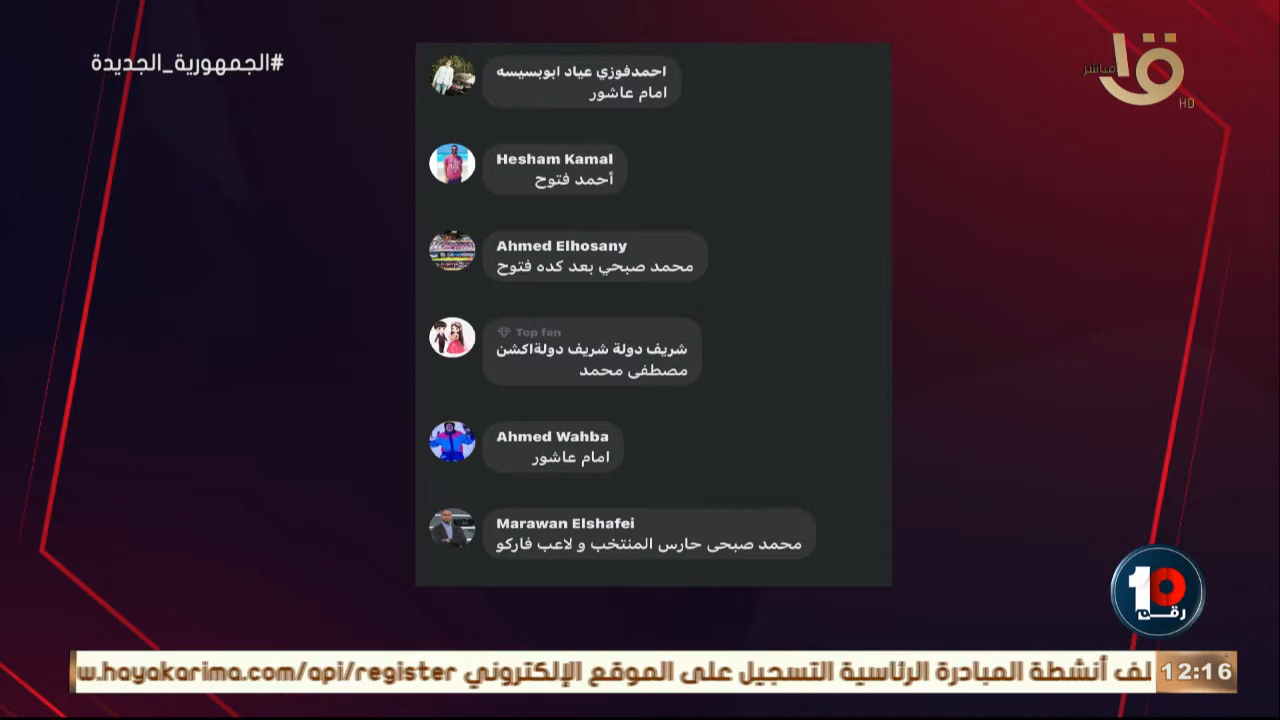 #الجمهورية_الجديدة
مباشر
HD
احمدفوزي عياد ابوبسيسه
امام عاشور
Hesham Kamal
أحمد فتوح
Ahmed Elhosany
محمد صبحي بعد كده فتوح
Top fan
شريف دولة شريف دولةاكشن
مصطفى محمد
Ahmed Wahba
امام عاشور
Marawan Elshafei
محمد صبحى حارس المنتخب و لاعب فاركو
رقم
10
لف أنشطة المبادرة الرئاسية التسجيل على الموقع الإلكتروني w.hayakarima.com/api/register
12:16